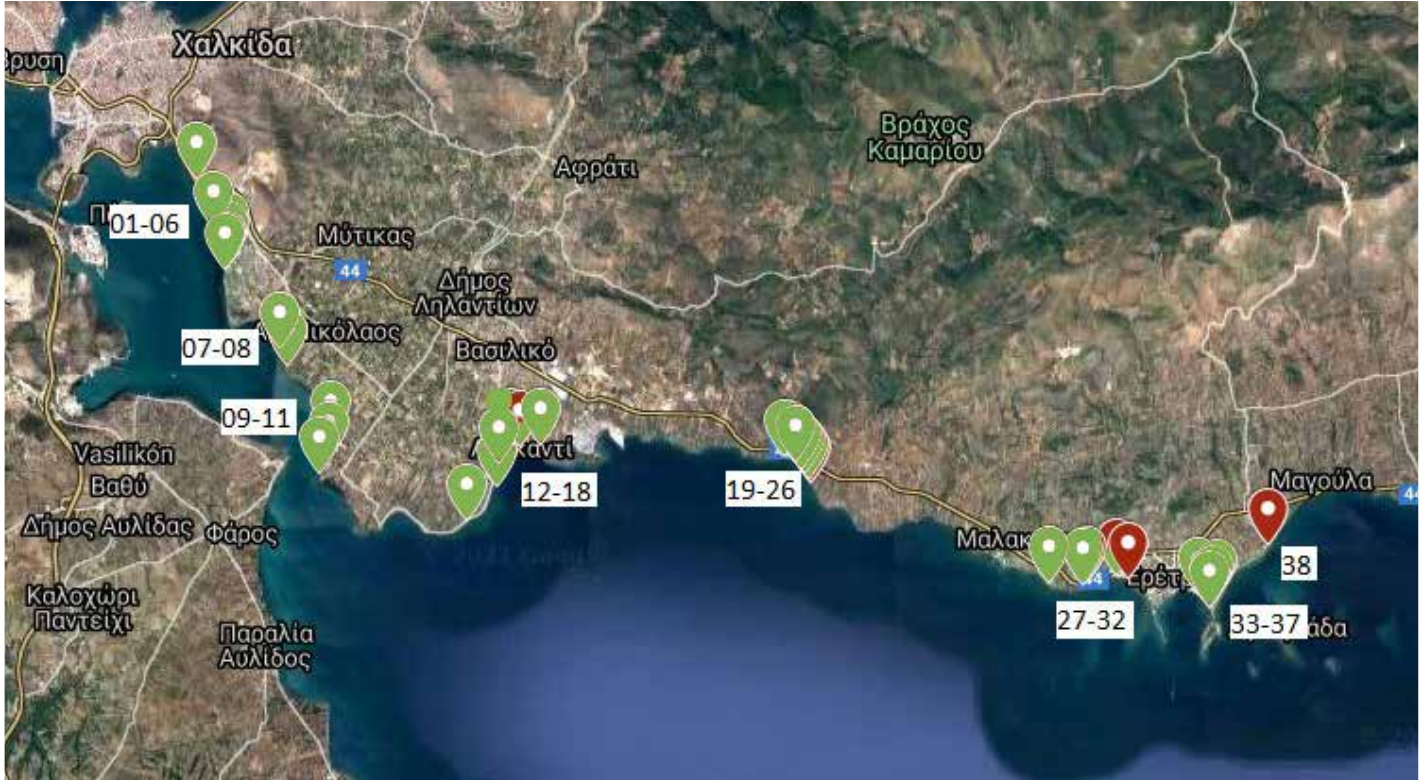 Χαλκίδα
Βράχος
Καμαρίου
Αφράτι
01-06
Μύτικας
44
Δήμος
Ληλαντίων
07-08
Βασιλικό
09-11
Vasilikón
Βαθύ
12-18
19-26
Μαγούλα
Δήμος Αυλίδας
Φάρος
44
38
Καλοχώρι
Παντείχι
27-32
33-37
Παραλία
Αυλίδος